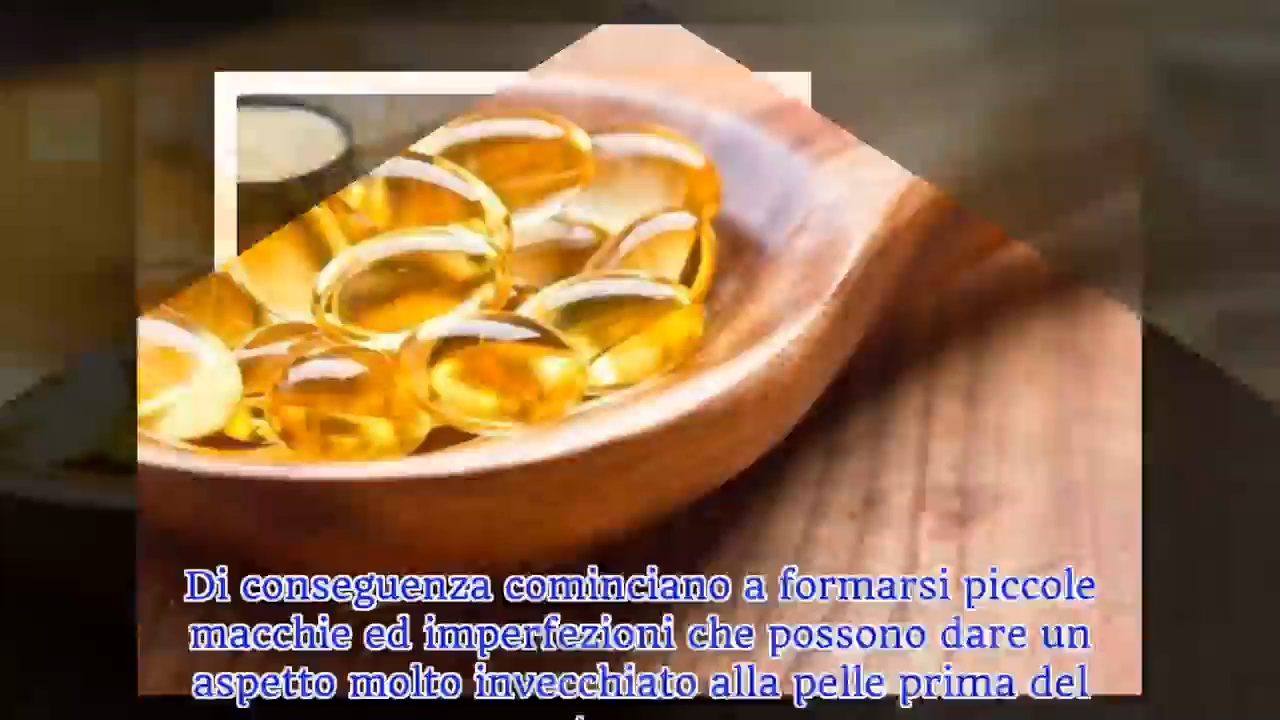 Di conseguenza cominciano a formarsi piccole
macchie ed imperfezioni che possono dare un
aspetto molto invecchiato alla pelle prima del